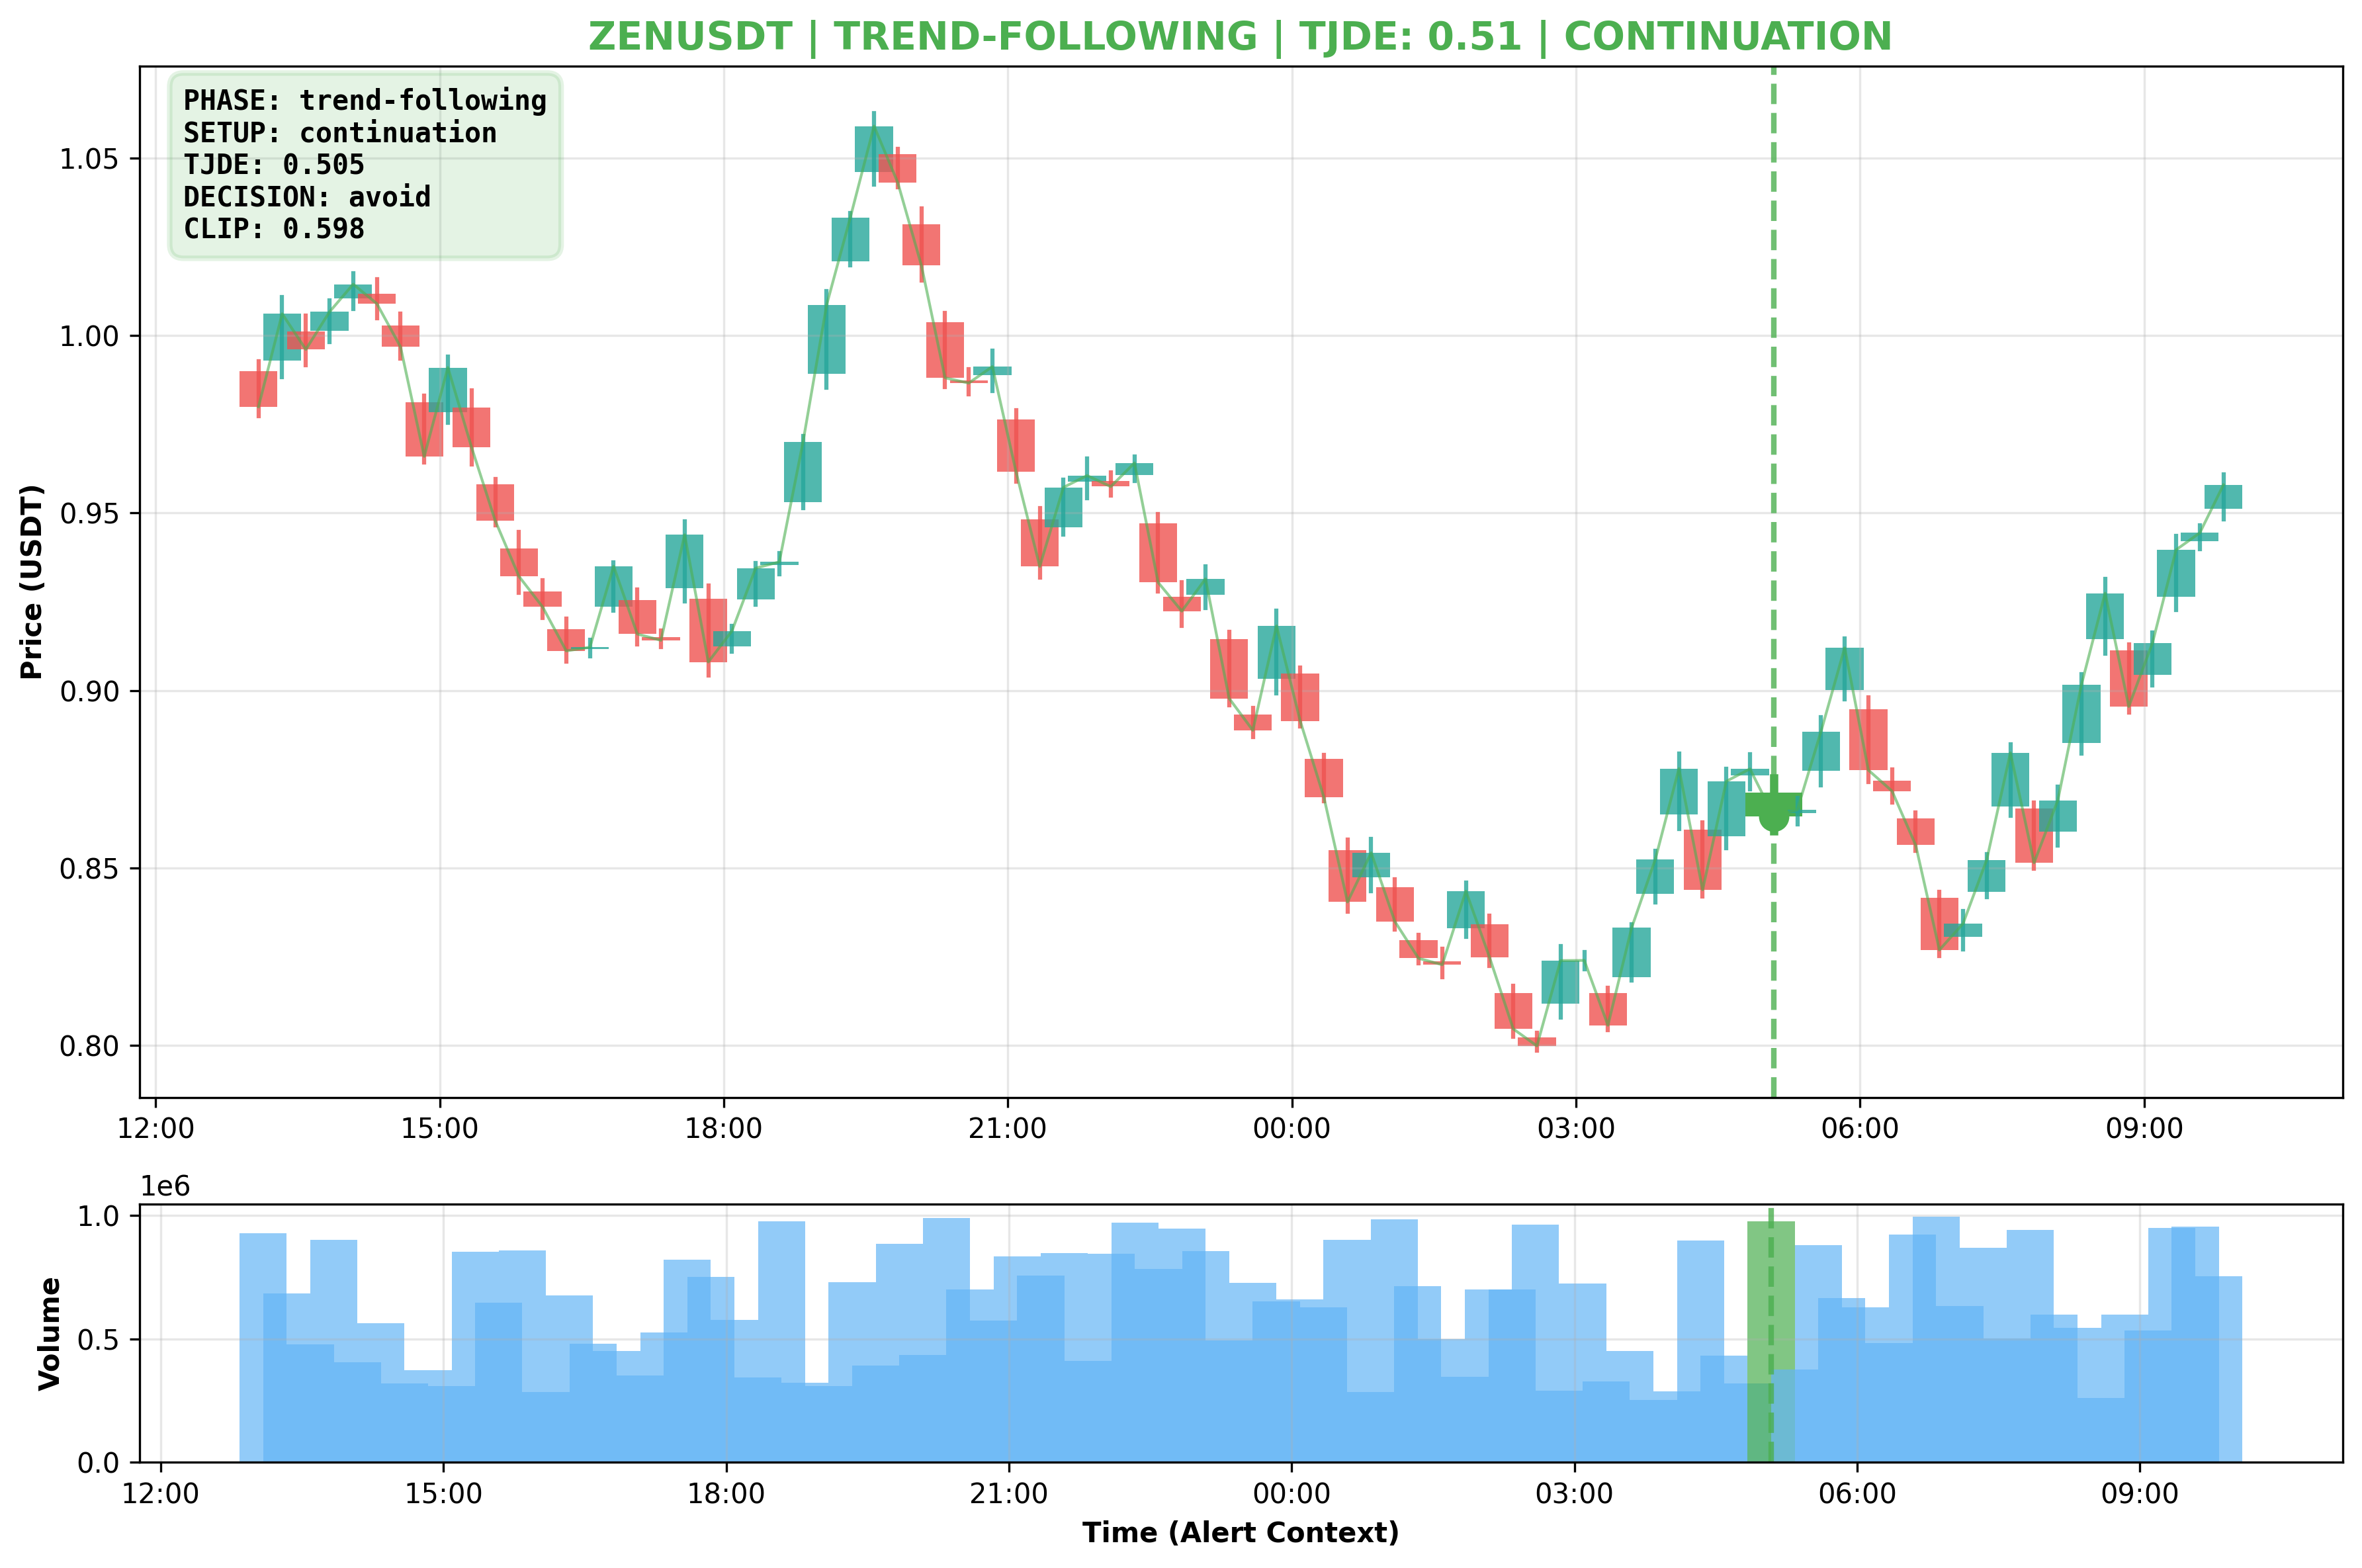 ZENUSDT | TREND-FOLLOWING | TJDE: 0.51 | CONTINUATION
PHASE: trend-following
SETUP: continuation
TJDE: 0.505
DECISION: avoid
CLIP: 0.598
Price (USDT)
1.05
1.00
0.95
0.90
0.85
0.80
12:00 15:00 18:00 21:00 00:00 03:00 06:00 09:00
1e6
Volume
1.0
0.5
0.0
12:00 15:00 18:00 21:00 00:00 03:00 06:00 09:00
Time (Alert Context)